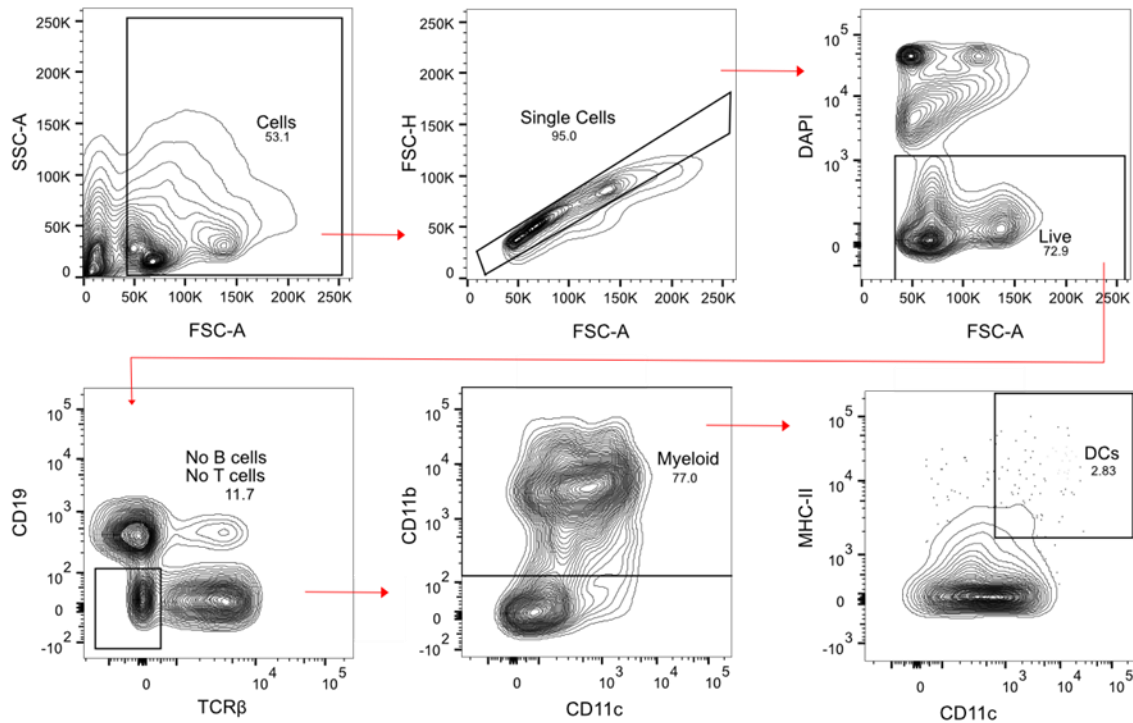 SSC-A
250K
200K
150K
100K
50K
0
Cells
53.1
0
50K
100K
150K
200K
250K
FSC-A
FSC-H
250K
200K
150K
100K
50K
0
Single Cells
95.0
0
50K
100K
150K
200K
250K
FSC-A
DAPI
10^5
10^4
10^3
0
Live
72.9
50K
100K
150K
200K
250K
FSC-A
CD19
10^5
10^4
10^3
10^2
0
-10^2
No B cells
No T cells
11.7
0
10^4
10^4
TCRβ
CD11b
10^5
10^4
10^3
10^2
0
-10^2
Myeloid
77.0
0
10^3
10^4
10^5
CD11c
MHC-II
10^5
10^4
10^3
0
-10^3
DCs
2.83
0
10^3
10^4
10^5
CD11c